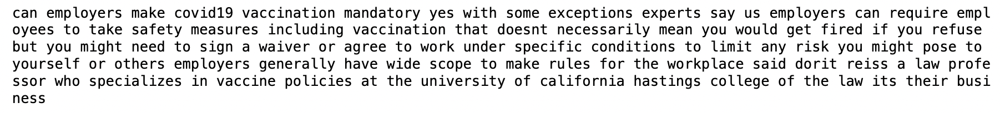 can employers make covid19 vaccination mandatory yes with some exceptions experts say us employers can require empl
oyees to take safety measures including vaccination that doesnt necessarily mean you would get fired if you refuse
but you might need to sign a waiver or agree to work under specific conditions to limit any risk you might pose to
yourself or others employers generally have wide scope to make rules for the workplace said dorit reiss a law profe
ssor who specializes in vaccine policies at the university of california hastings college of the law its their busi
ness